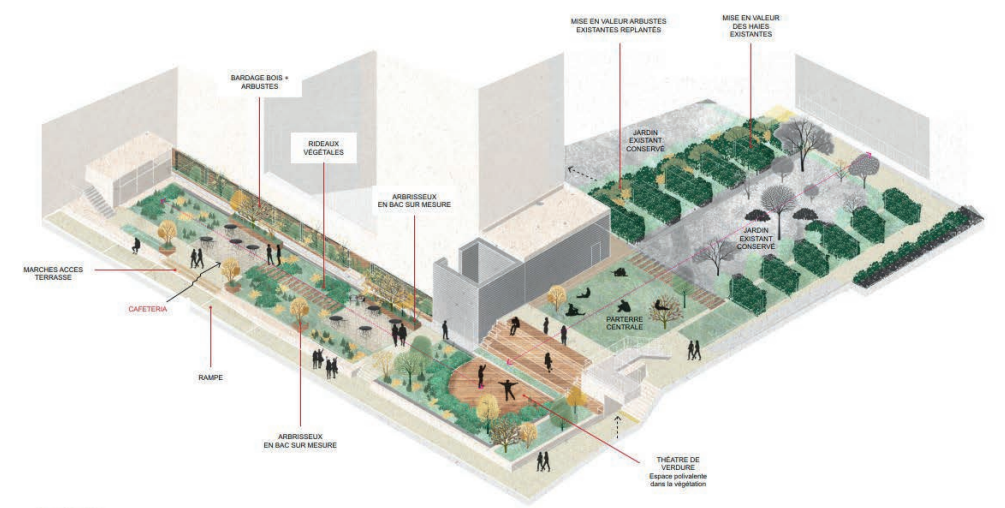 MISE EN VALEUR ARBUSTES
EXISTANTES REPLANTÉS
MISE EN VALEUR
DES HAIES
EXISTANTES
BARDAGE BOIS +
ARBUSTES
RIDEAUX
VÉGÉTALES
JARDIN
EXISTANT
CONSERVÉ
ARBRISSEUX
EN BAC SUR MESURE
JARDIN
EXISTANT
CONSERVÉ
MARCHES ACCES
TERRASSE
CAFETERIA
PARTERRE
CENTRALE
RAMPE
ARBRISSEUX
EN BAC SUR MESURE
THÉATRE DE
VERDURE
Espace polivalente
dans la végétation